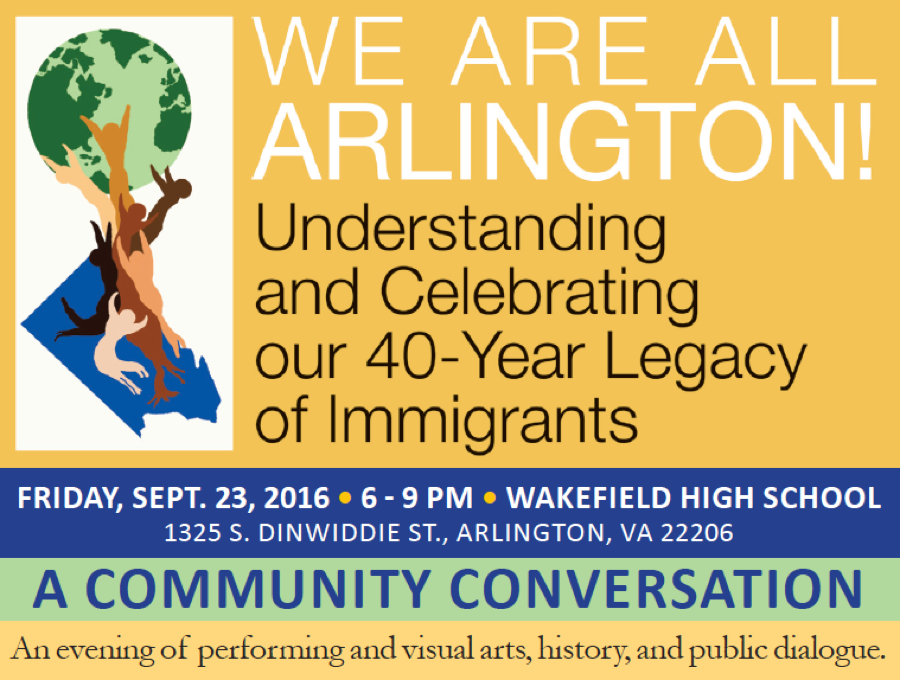 WE ARE ALL
ARLINGTON!
Understanding
and Celebrating
our 40-Year Legacy
of Immigrants
FRIDAY, SEPT. 23, 2016 • 6 - 9 PM • WAKEFIELD HIGH SCHOOL
1325 S. DINWIDDIE ST., ARLINGTON, VA 22206
A COMMUNITY CONVERSATION
An evening of performing and visual arts, history, and public dialogue.